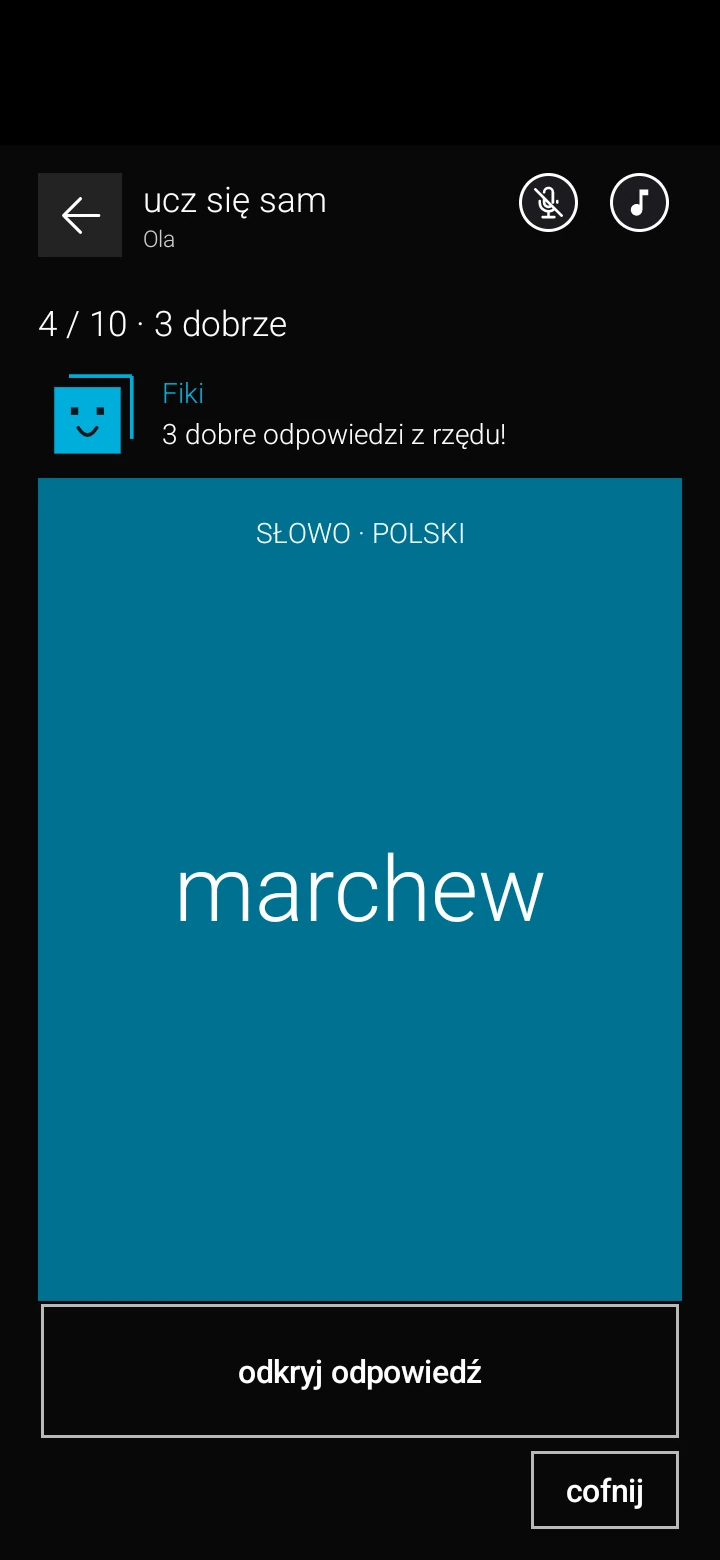 ucz się sam
Ola
4 / 10 · 3 dobrze
Fiki
3 dobre odpowiedzi z rzędu!
SŁOWO · POLSKI
marchew
odkryj odpowiedź
cofnij